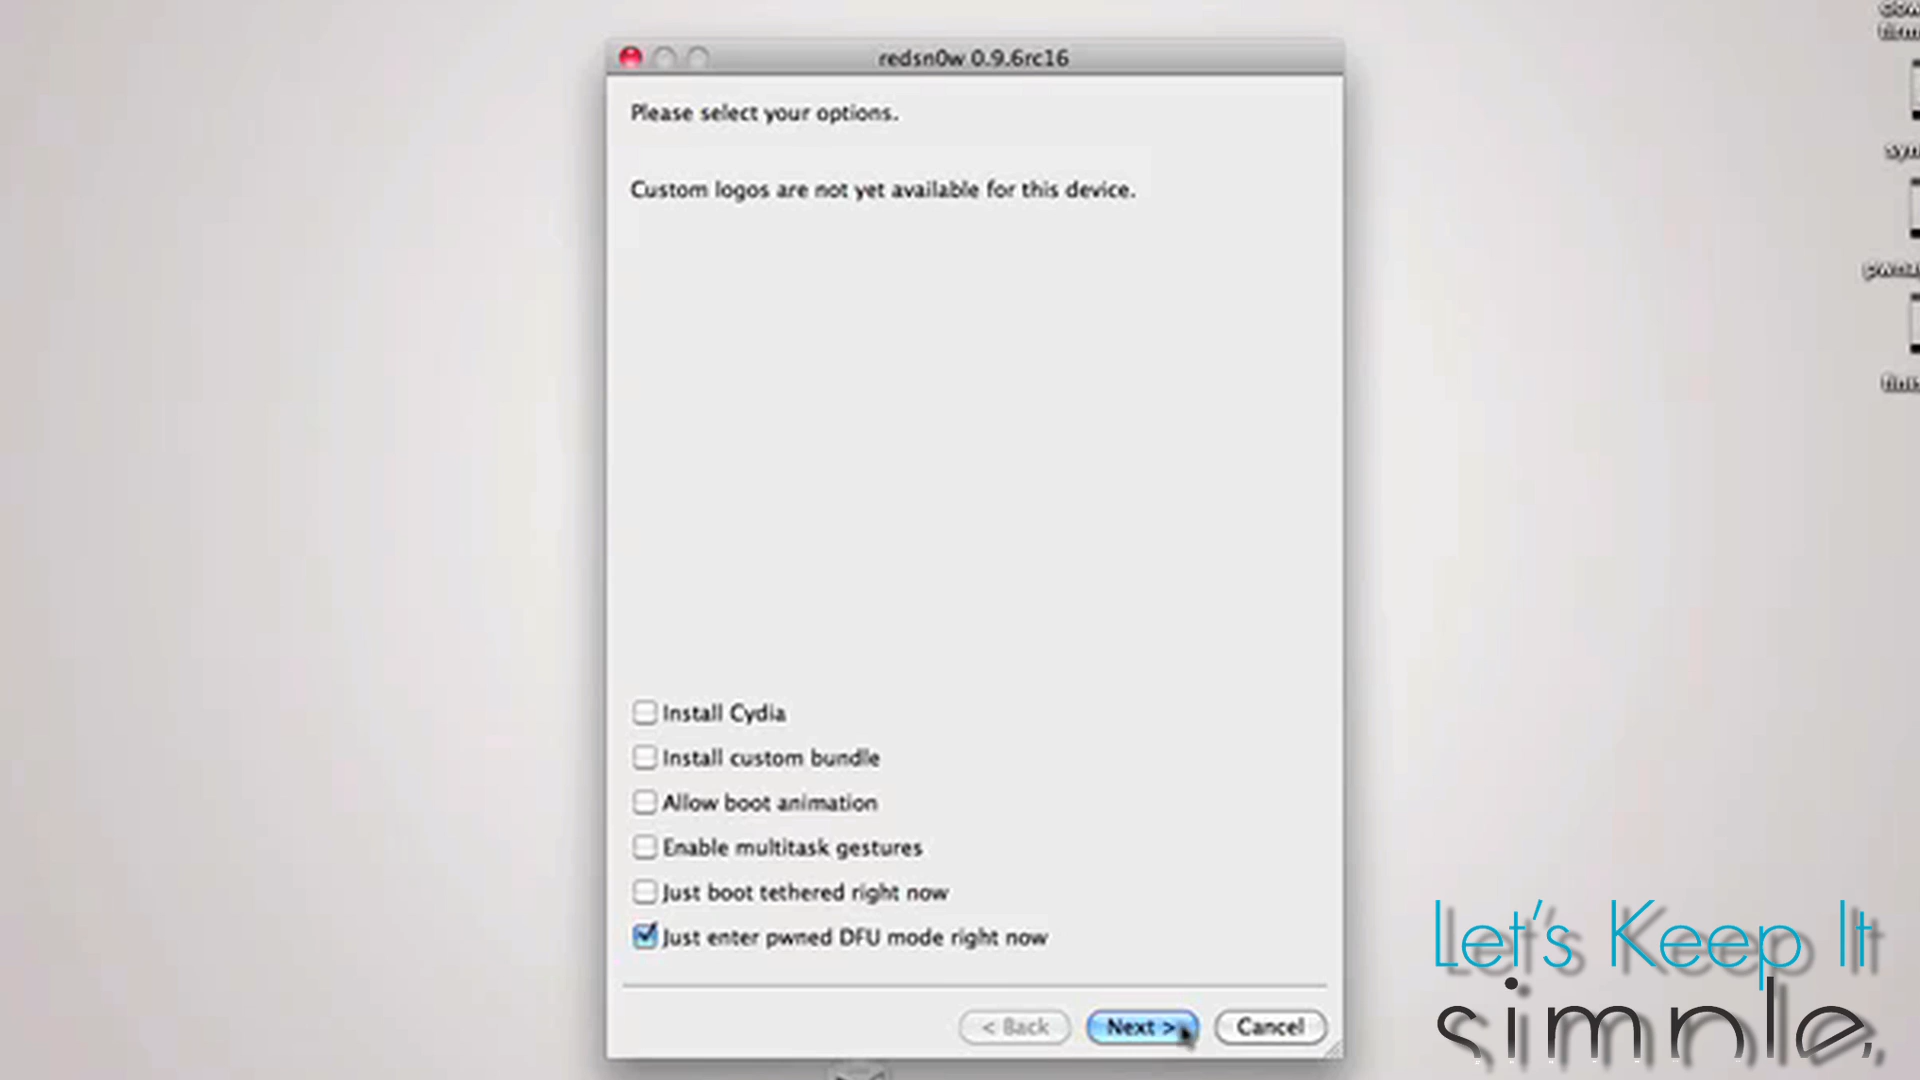 redsn0w 0.9.6rc16
Please select your options.
Custom logos are not yet available for this device.
Install Cydia
Install custom bundle
Allow boot animation
Enable multitask gestures
Just boot tethered right now
Just enter pwned DFU mode right now
< Back Next > Cancel
Let's Keep It
simple.